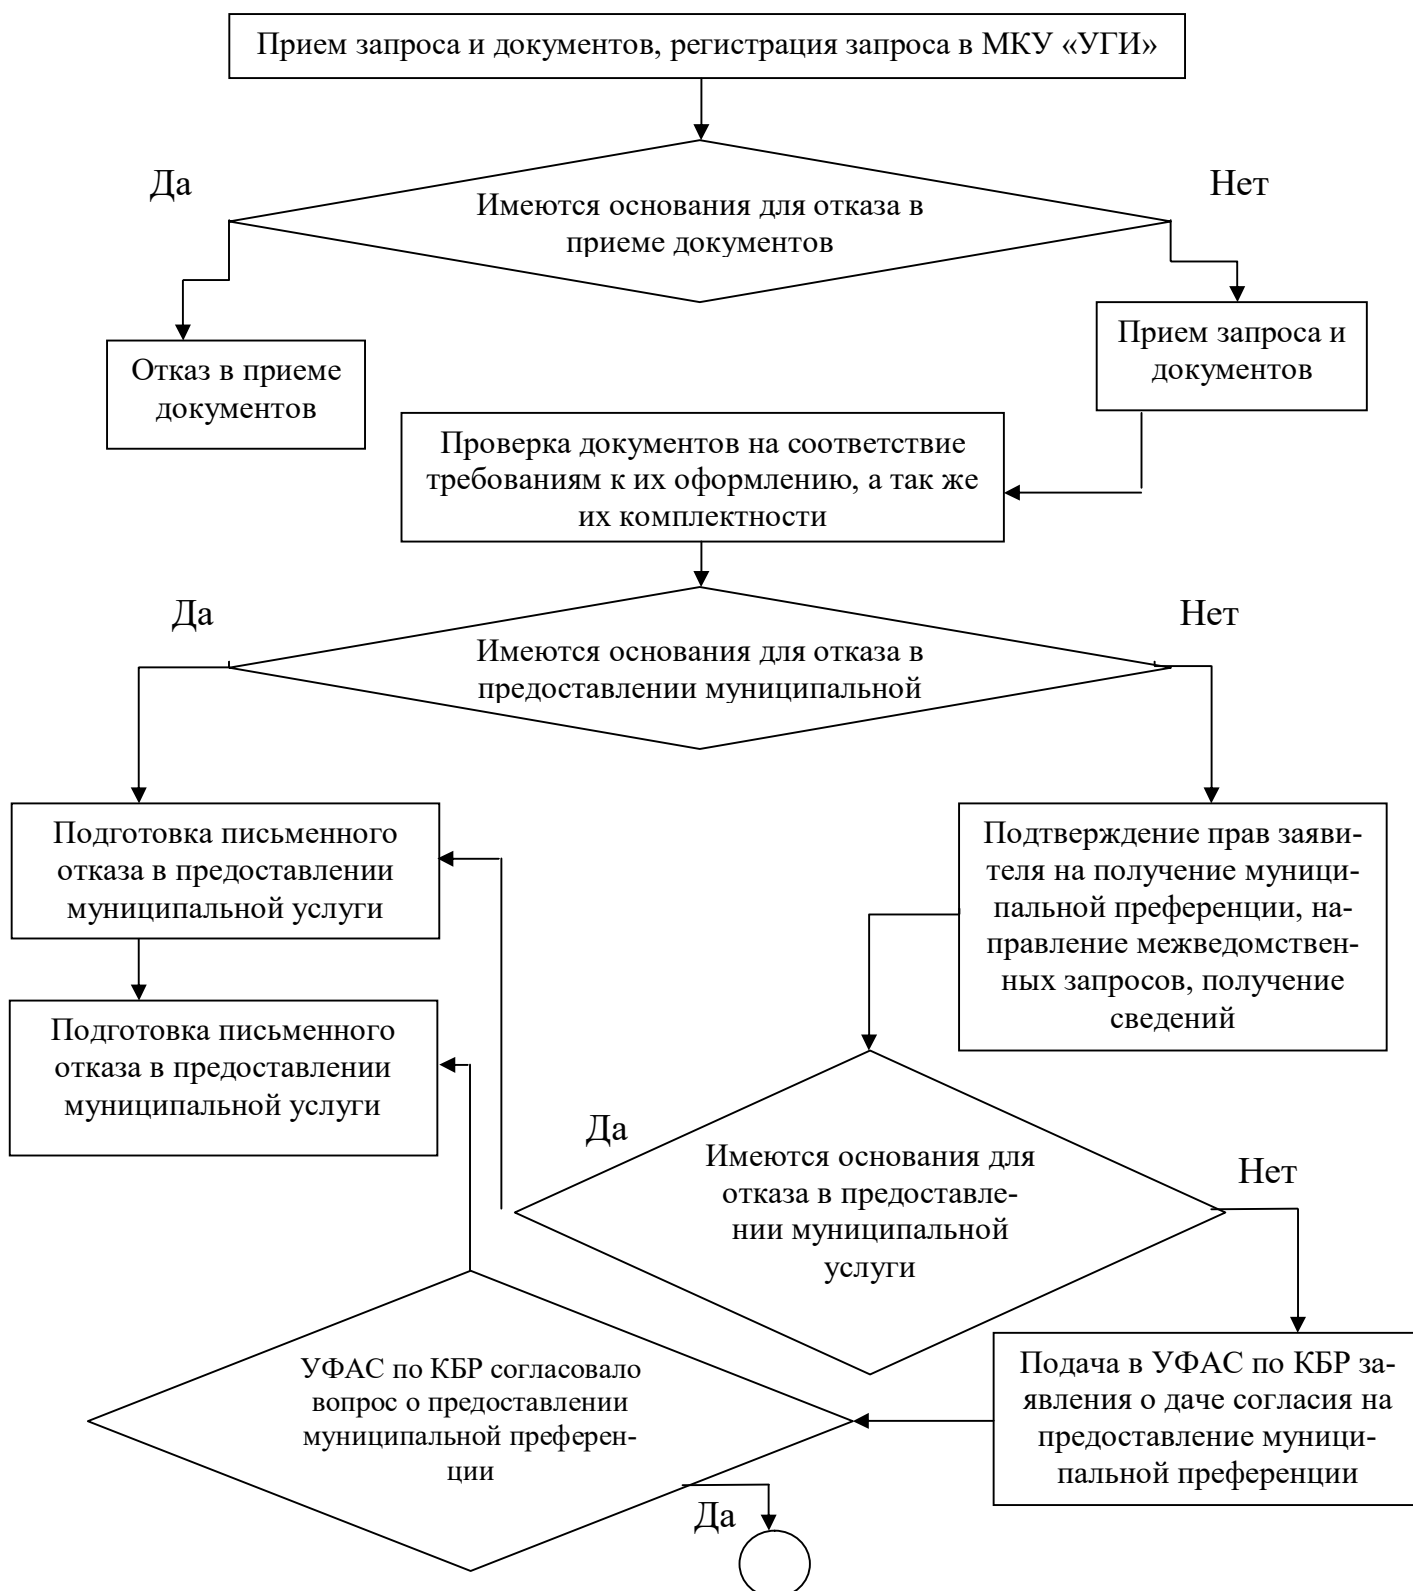 Прием запроса и документов, регистрация запроса в МКУ «УГИ»
Да
Нет
Имеются основания для отказа в
приеме документов
Отказ в приеме
документов
Прием запроса и
документов
Проверка документов на соответствие
требованиям к их оформлению, а так же
их комплектности
Да
Нет
Имеются основания для отказа в
предоставлении муниципальной
Подготовка письменного
отказа в предоставлении
муниципальной услуги
Подтверждение прав заяви-
теля на получение муници-
пальной преференции, на-
правление межведомствен-
ных запросов, получение
сведений
Подготовка письменного
отказа в предоставлении
муниципальной услуги
Да
Нет
Имеются основания для
отказа в предоставле-
нии муниципальной
услуги
УФАС по КБР согласовало
вопрос о предоставлении
муниципальной преферен-
ции
Подача в УФАС по КБР за-
явления о даче согласия на
предоставление муници-
пальной преференции
Да